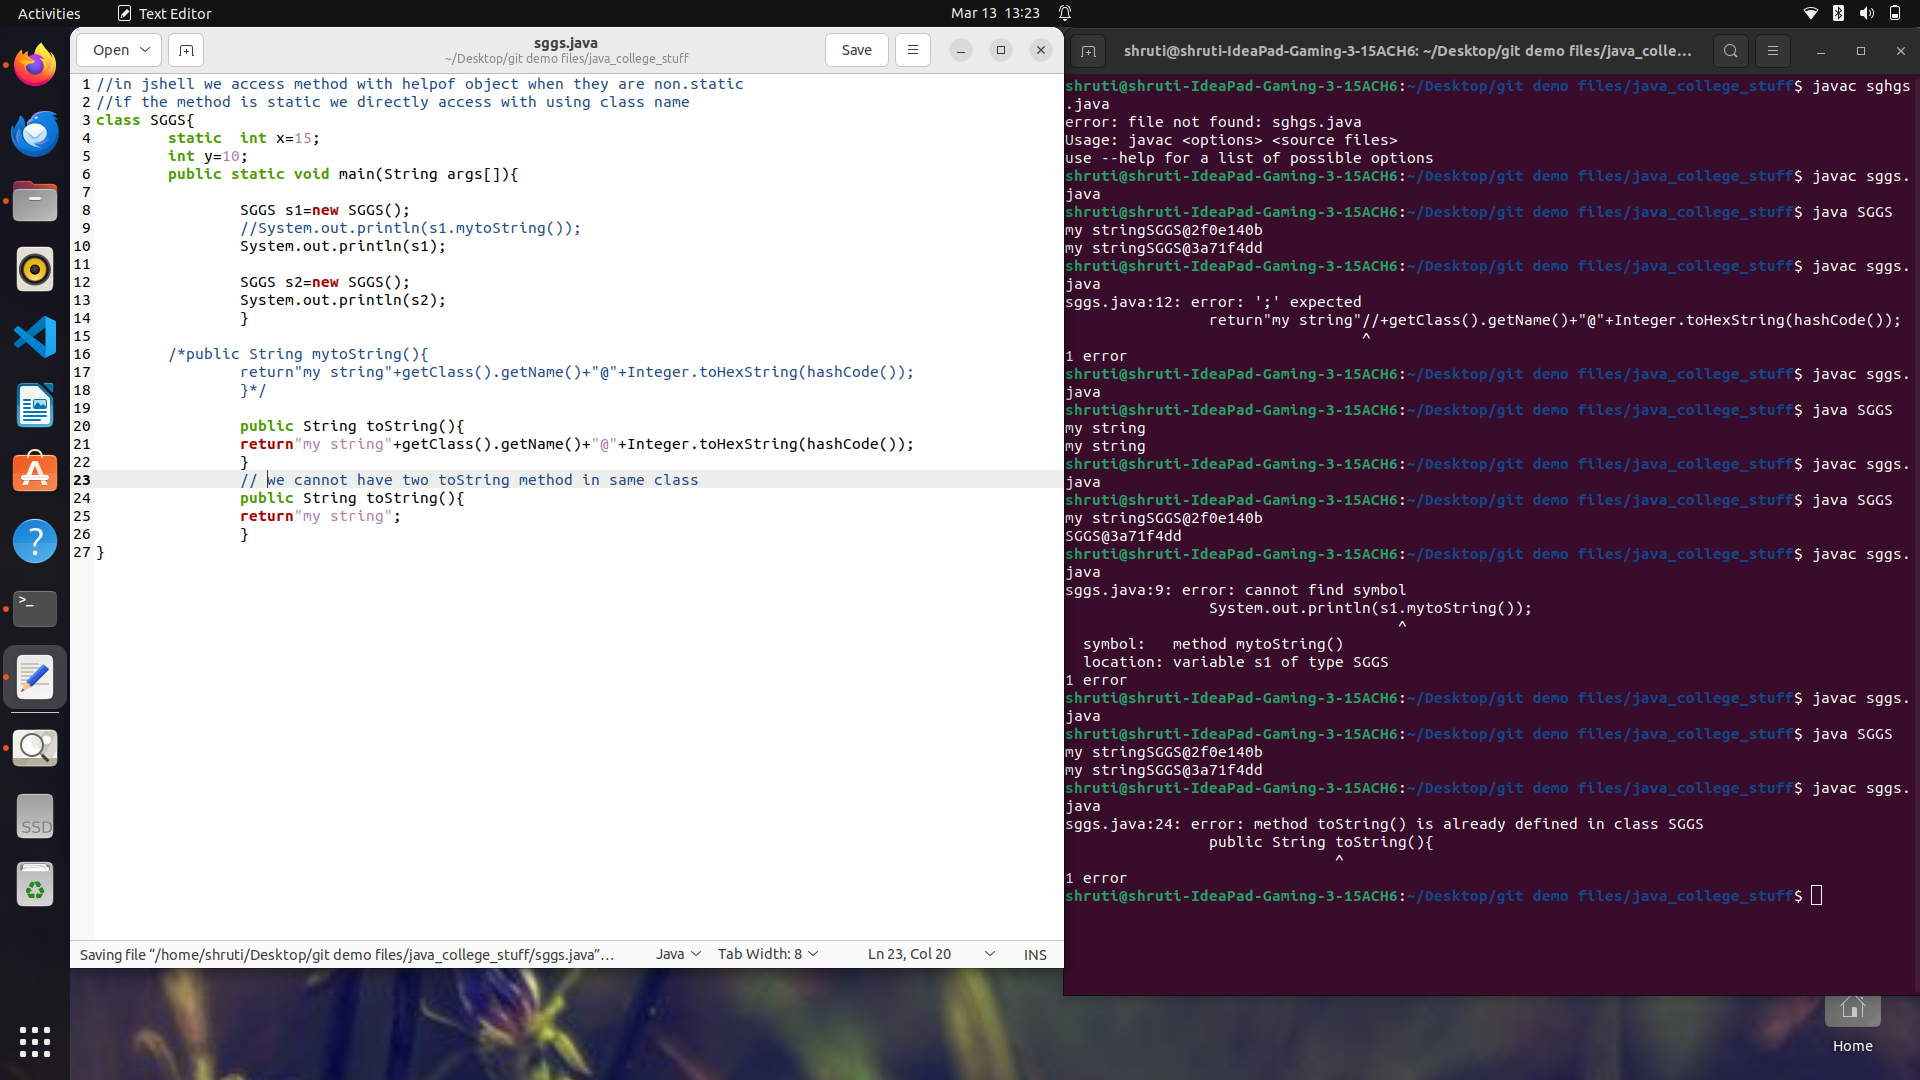 Activities
Text Editor
Mar 13  13:23
Open
sggs.java
~/Desktop/git demo files/java_college_stuff
Save
1 //in jshell we access method with helpof object when they are non.static
2 //if the method is static we directly access with using class name
3 class SGGS{
4         static  int x=15;
5         int y=10;
6         public static void main(String args[]){
7
8                 SGGS s1=new SGGS();
9                 //System.out.println(s1.mytoString());
10                 System.out.println(s1);
11
12                 SGGS s2=new SGGS();
13                 System.out.println(s2);
14                 }
15
16         /*public String mytoString(){
17                 return"my string"+getClass().getName()+"@"+Integer.toHexString(hashCode());
18                 }*/
19
20                 public String toString(){
21                 return"my string"+getClass().getName()+"@"+Integer.toHexString(hashCode());
22                 }
23                 // we cannot have two toString method in same class
24                 public String toString(){
25                 return"my string";
26                 }
27 }
Saving file “/home/shruti/Desktop/git demo files/java_college_stuff/sggs.java”…
Java
Tab Width: 8
Ln 23, Col 20
INS
shruti@shruti-IdeaPad-Gaming-3-15ACH6: ~/Desktop/git demo files/java_colle...
shruti@shruti-IdeaPad-Gaming-3-15ACH6:~/Desktop/git demo files/java_college_stuff$ javac sghgs
.java
error: file not found: sghgs.java
Usage: javac <options> <source files>
use --help for a list of possible options
shruti@shruti-IdeaPad-Gaming-3-15ACH6:~/Desktop/git demo files/java_college_stuff$ javac sggs.
java
shruti@shruti-IdeaPad-Gaming-3-15ACH6:~/Desktop/git demo files/java_college_stuff$ java SGGS
my stringSGGS@2f0e140b
my stringSGGS@3a71f4dd
shruti@shruti-IdeaPad-Gaming-3-15ACH6:~/Desktop/git demo files/java_college_stuff$ javac sggs.
java
sggs.java:12: error: ';' expected
                return"my string"//+getClass().getName()+"@"+Integer.toHexString(hashCode());
                                 ^
1 error
shruti@shruti-IdeaPad-Gaming-3-15ACH6:~/Desktop/git demo files/java_college_stuff$ javac sggs.
java
shruti@shruti-IdeaPad-Gaming-3-15ACH6:~/Desktop/git demo files/java_college_stuff$ java SGGS
my string
my string
shruti@shruti-IdeaPad-Gaming-3-15ACH6:~/Desktop/git demo files/java_college_stuff$ javac sggs.
java
shruti@shruti-IdeaPad-Gaming-3-15ACH6:~/Desktop/git demo files/java_college_stuff$ java SGGS
my stringSGGS@2f0e140b
SGGS@3a71f4dd
shruti@shruti-IdeaPad-Gaming-3-15ACH6:~/Desktop/git demo files/java_college_stuff$ javac sggs.
java
sggs.java:9: error: cannot find symbol
                System.out.println(s1.mytoString());
                                     ^
  symbol:   method mytoString()
  location: variable s1 of type SGGS
1 error
shruti@shruti-IdeaPad-Gaming-3-15ACH6:~/Desktop/git demo files/java_college_stuff$ javac sggs.
java
shruti@shruti-IdeaPad-Gaming-3-15ACH6:~/Desktop/git demo files/java_college_stuff$ java SGGS
my stringSGGS@2f0e140b
my stringSGGS@3a71f4dd
shruti@shruti-IdeaPad-Gaming-3-15ACH6:~/Desktop/git demo files/java_college_stuff$ javac sggs.
java
sggs.java:24: error: method toString() is already defined in class SGGS
                public String toString(){
                              ^
1 error
shruti@shruti-IdeaPad-Gaming-3-15ACH6:~/Desktop/git demo files/java_college_stuff$
SSD
Home